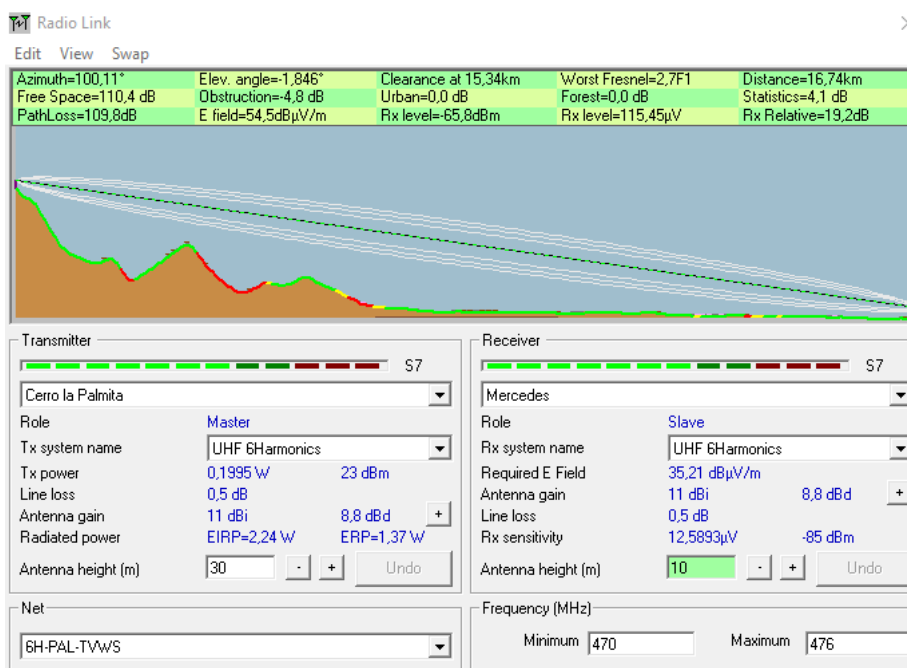 Radio Link
Edit View Swap
Azimuth=100,11° Elev. angle=-1,846° Clearance at 15,34km Worst Fresnel=2,7F1 Distance=16,74km
Free Space=110,4 dB Obstruction=-4,8 dB Urban=0,0 dB Forest=0,0 dB Statistics=4,1 dB
PathLoss=109,8dB E field=54,5dBµV/m Rx level=-65,8dBm Rx level=115,45µV Rx Relative=19,2dB
Transmitter
S7
Cerro la Palmita
Role Master
Tx system name UHF 6Harmonics
Tx power 0,1995 W 23 dBm
Line loss 0,5 dB
Antenna gain 11 dBi 8,8 dBd +
Radiated power EIRP=2,24 W ERP=1,37 W
Antenna height (m) 30 - + Undo
Receiver
S7
Mercedes
Role Slave
Rx system name UHF 6Harmonics
Required E Field 35,21 dBµV/m
Antenna gain 11 dBi 8,8 dBd +
Line loss 0,5 dB
Rx sensitivity 12,5893µV -85 dBm
Antenna height (m) 10 - + Undo
Net
6H-PAL-TVWS
Frequency (MHz)
Minimum 470 Maximum 476